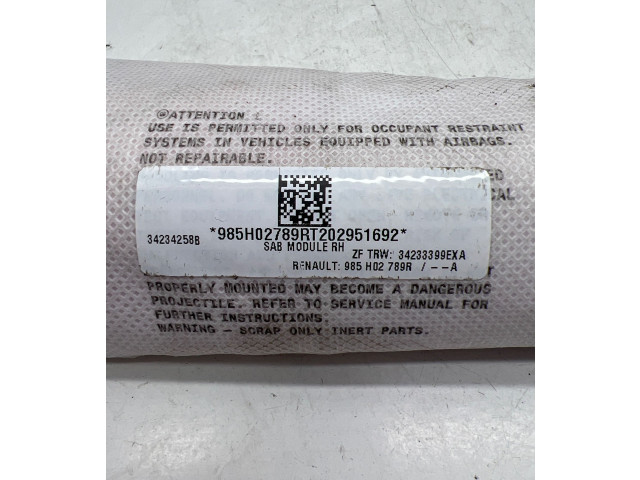 @ATTENTION
USE IS PERMITTED ONLY FOR OCCUPANT RESTRAINT
SYSTEMS IN VEHICLES EQUIPPED WITH AIRBAGS.
NOT REPAIRABLE.
*985H02789RT202951692*
34234258B
SAB MODULE RH
ZF TRW: 34233399EXA
RENAULT: 985 H02 789R / --A
PROPERLY MOUNTED MAY BECOME A DANGEROUS
PROJECTILE. REFER TO SERVICE MANUAL FOR
FURTHER INSTRUCTIONS.
WARNING - SCRAP ONLY INERT PARTS.